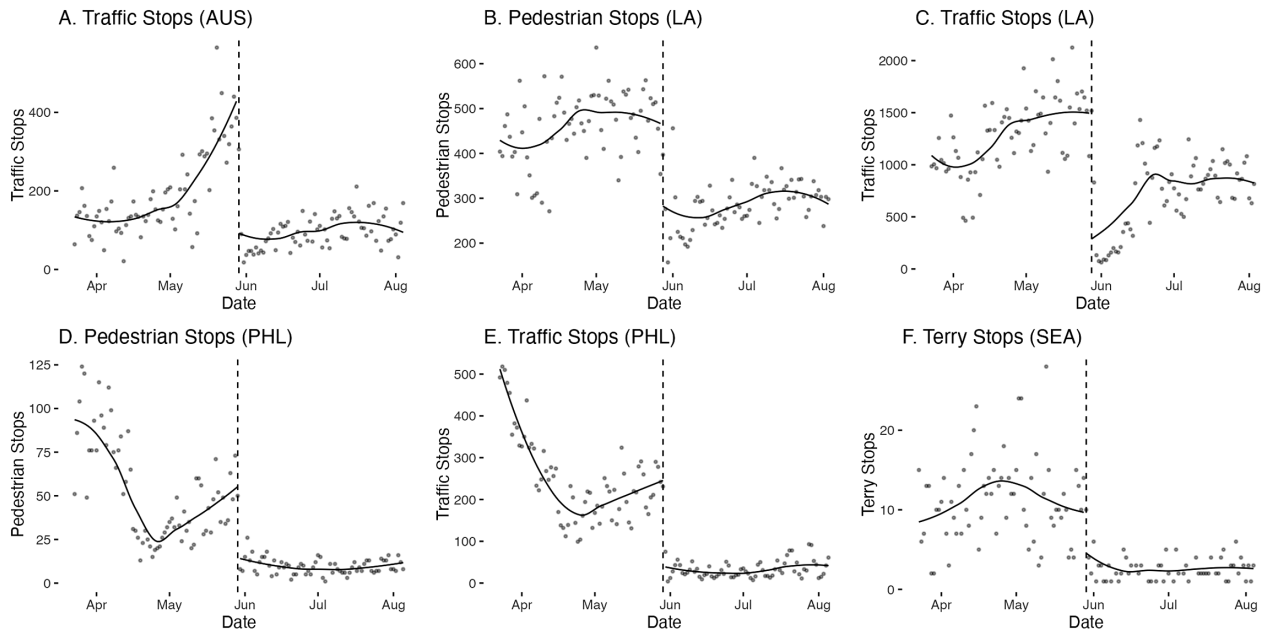 A. Traffic Stops (AUS)
Traffic Stops
400
200
0
Apr May Jun Jul Aug
Date
B. Pedestrian Stops (LA)
Pedestrian Stops
600
500
400
300
200
Apr May Jun Jul Aug
Date
C. Traffic Stops (LA)
Traffic Stops
2000
1500
1000
500
0
Apr May Jun Jul Aug
Date
D. Pedestrian Stops (PHL)
Pedestrian Stops
125
100
75
50
25
0
Apr May Jun Jul Aug
Date
E. Traffic Stops (PHL)
Traffic Stops
500
400
300
200
100
0
Apr May Jun Jul Aug
Date
F. Terry Stops (SEA)
Terry Stops
20
10
0
Apr May Jun Jul Aug
Date